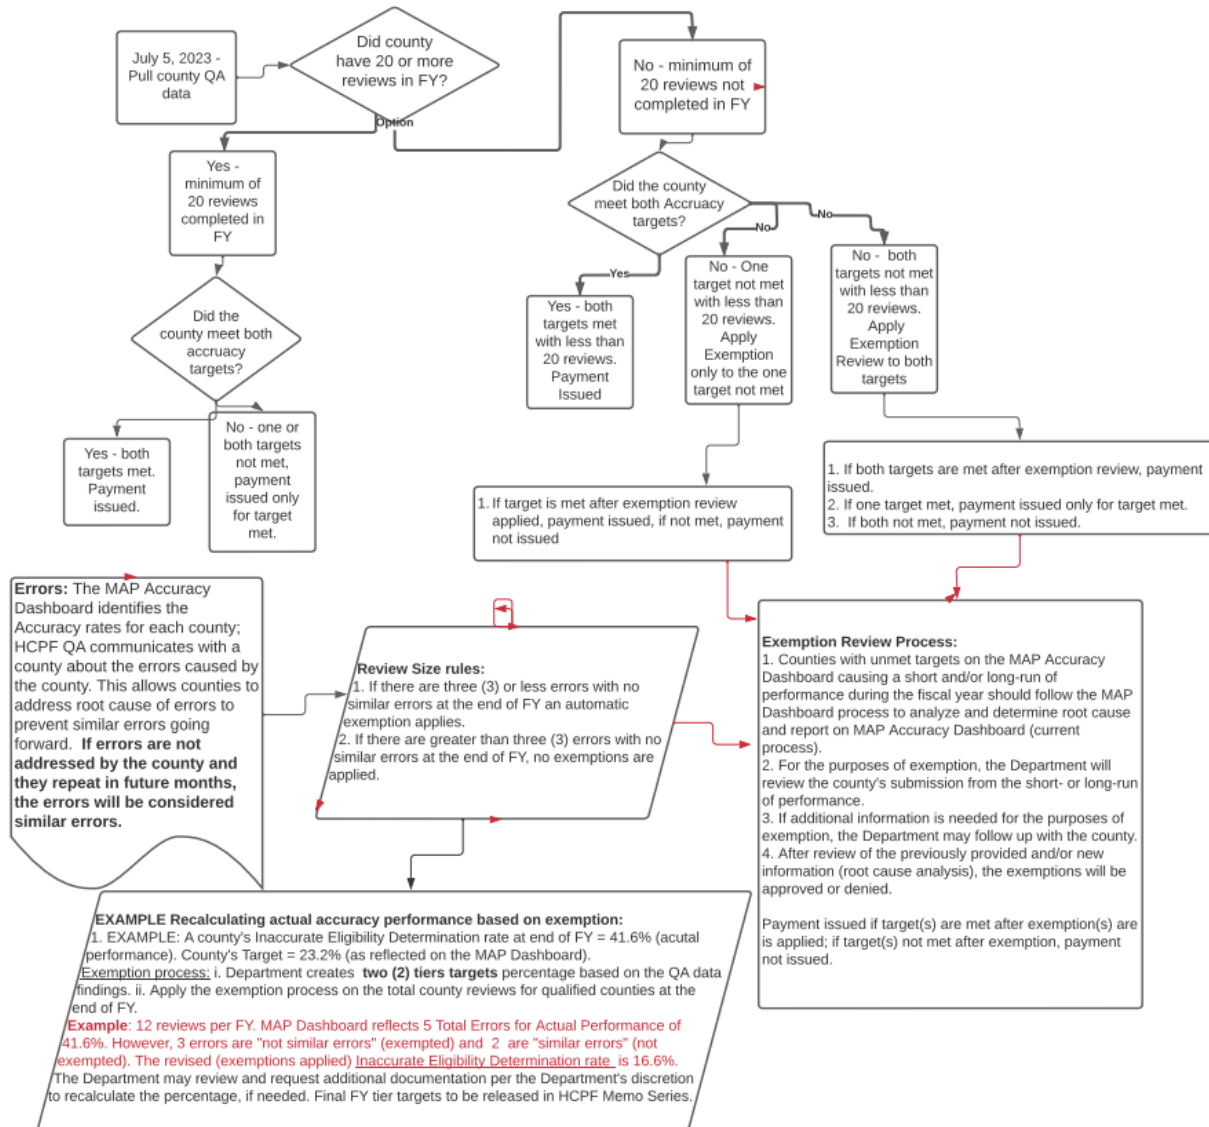 July 5, 2023 -
Pull county QA
data
Did county
have 20 or more
reviews in FY?
Option
No - minimum of
20 reviews not
completed in FY
Yes -
minimum of
20 reviews
completed in
FY
Did the county
meet both Accruacy
targets?
No
No
Yes
Did the
county meet both
accruacy
targets?
Yes - both
targets met
with less than
20 reviews.
Payment
Issued
No - One
target not met
with less than
20 reviews.
Apply
Exemption
only to the one
target not met
No - both
targets not met
with less than
20 reviews.
Apply
Exemption
Review to both
targets
Yes - both
targets met.
Payment
issued.
No - one or
both targets
not met,
payment
issued only
for target
met.
1. If target is met after exemption review
applied, payment issued, if not met, payment
not issued
1. If both targets are met after exemption review, payment
issued.
2. If one target met, payment issued only for target met.
3. If both not met, payment not issued.
Errors: The MAP Accuracy
Dashboard identifies the
Accuracy rates for each county;
HCPF QA communicates with a
county about the errors caused by
the county. This allows counties to
address root cause of errors to
prevent similar errors going
forward. If errors are not
addressed by the county and
they repeat in future months,
the errors will be considered
similar errors.
Review Size rules:
1. If there are three (3) or less errors with no
similar errors at the end of FY an automatic
exemption applies.
2. If there are greater than three (3) errors with no
similar errors at the end of FY, no exemptions are
applied.
Exemption Review Process:
1. Counties with unmet targets on the MAP Accuracy
Dashboard causing a short and/or long-run of
performance during the fiscal year should follow the MAP
Dashboard process to analyze and determine root cause
and report on MAP Accuracy Dashboard (current
process).
2. For the purposes of exemption, the Department will
review the county's submission from the short- or long-run
of performance.
3. If additional information is needed for the purposes of
exemption, the Department may follow up with the county.
4. After review of the previously provided and/or new
information (root cause analysis), the exemptions will be
approved or denied.
Payment issued if target(s) are met after exemption(s) are
is applied; if target(s) not met after exemption, payment
not issued.
EXAMPLE Recalculating actual accuracy performance based on exemption:
1. EXAMPLE: A county's Inaccurate Eligibility Determination rate at end of FY = 41.6% (acutal
performance). County's Target = 23.2% (as reflected on the MAP Dashboard).
Exemption process: i. Department creates two (2) tiers targets percentage based on the QA data
findings. ii. Apply the exemption process on the total county reviews for qualified counties at the
end of FY.
Example: 12 reviews per FY. MAP Dashboard reflects 5 Total Errors for Actual Performance of
41.6%. However, 3 errors are "not similar errors" (exempted) and 2 are "similar errors" (not
exempted). The revised (exemptions applied) Inaccurate Eligibility Determination rate is 16.6%.
The Department may review and request additional documentation per the Department's discretion
to recalculate the percentage, if needed. Final FY tier targets to be released in HCPF Memo Series.